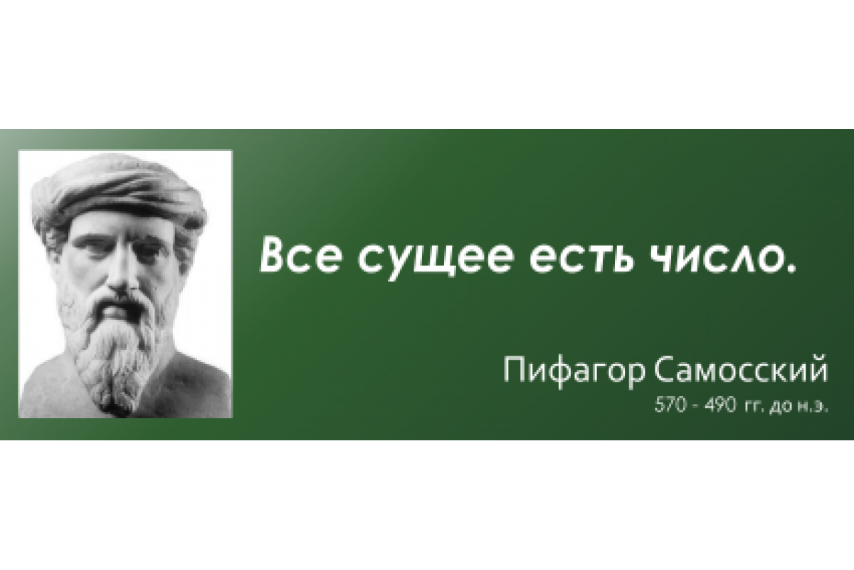 Все сущее есть число.
Пифагор Самосский
570 - 490 гг. до н.э.